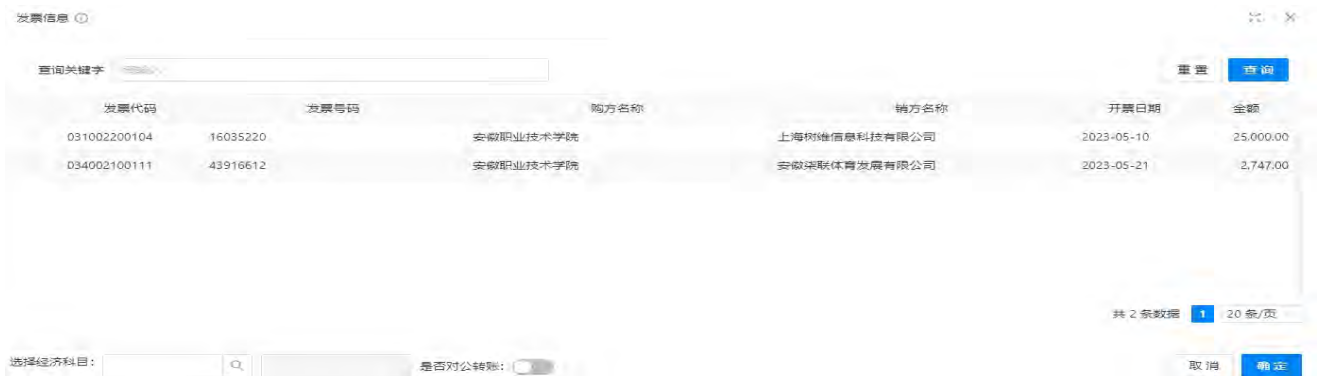 发票信息
查询关键字
重置 查询
发票代码 发票号码 购方名称 销方名称 开票日期 金额
031002200104 16035220 安徽职业技术学院 上海树维信息科技有限公司 2023-05-10 25,000.00
034002100111 43916612 安徽职业技术学院 安徽柒联体育发展有限公司 2023-05-21 2,747.00
共 2 条数据 1 20 条/页
选择经济科目: 是否对公转账: 取消 确定